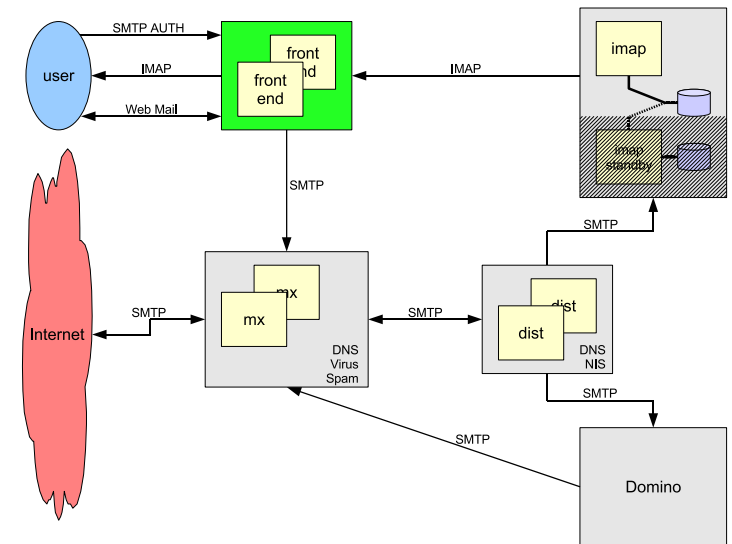 SMTP AUTH
user
IMAP
Web Mail
front
end
front
end
IMAP
imap
imap
standby
SMTP
SMTP
Internet
SMTP
mx
mx
DNS
Virus
Spam
SMTP
dist
dist
DNS
NIS
SMTP
SMTP
Domino